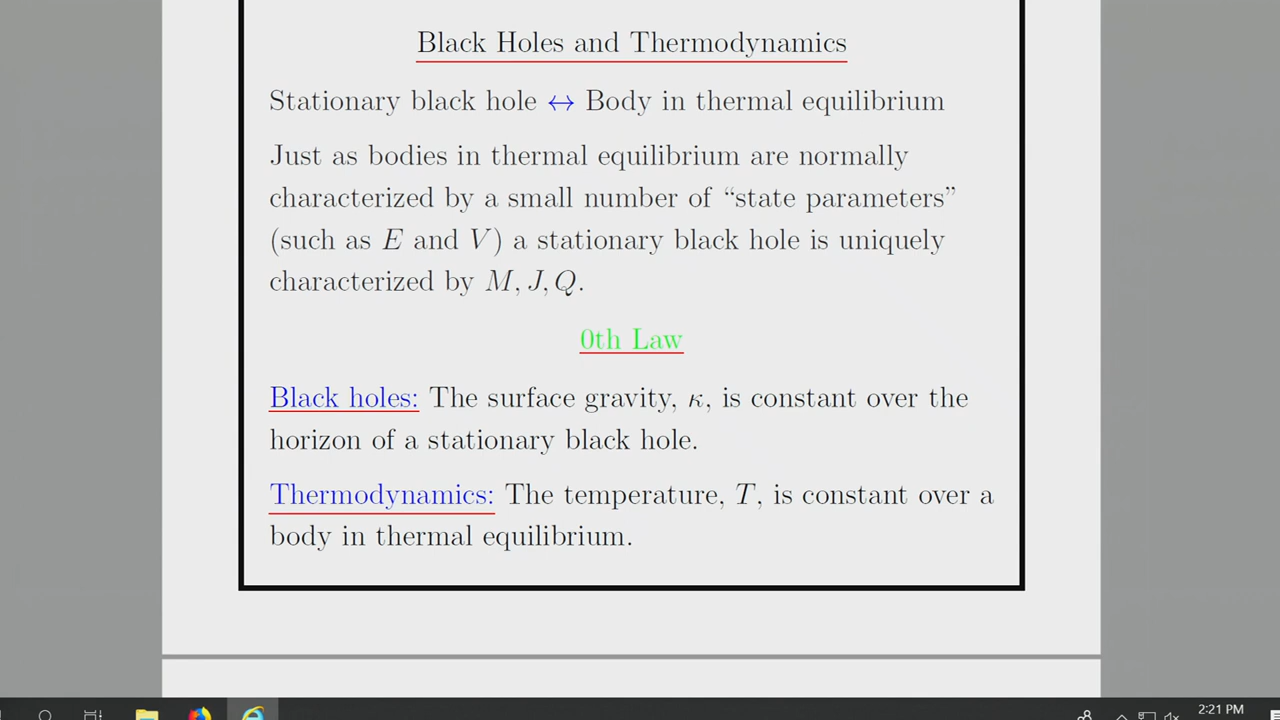 Black Holes and Thermodynamics
Stationary black hole ↔ Body in thermal equilibrium
Just as bodies in thermal equilibrium are normally
characterized by a small number of “state parameters”
(such as E and V) a stationary black hole is uniquely
characterized by M, J, Q.
0th Law
Black holes: The surface gravity, κ, is constant over the
horizon of a stationary black hole.
Thermodynamics: The temperature, T, is constant over a
body in thermal equilibrium.
2:21 PM